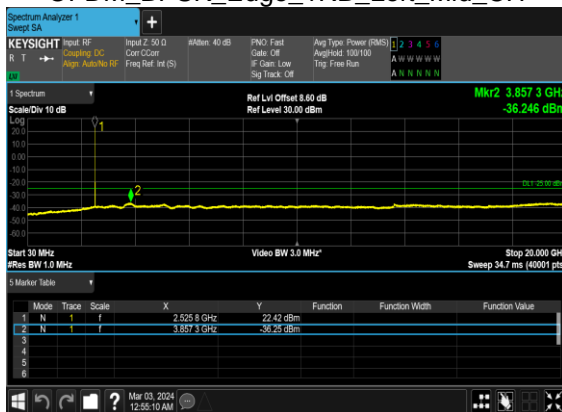 Spectrum Analyzer 1
Swept SA
+
KEYSIGHT
R T
Input: RF
Coupling: DC
Align: Auto/No RF
Input Z: 50 Ω
Corr CCorr
Freq Ref: Int (S)
#Atten: 40 dB
PNO: Fast
Gate: Off
IF Gain: Low
Sig Track: Off
Avg Type: Power (RMS)
Avg|Hold: 100/100
Trig: Free Run
1 2 3 4 5 6
A W W W W W
A N N N N N
1 Spectrum
Scale/Div 10 dB
Ref Lvl Offset 8.60 dB
Ref Level 30.00 dBm
Mkr2 3.857 3 GHz
-36.246 dBm
Log
20.0
10.0
0.00
-10.0
-20.0
-30.0
-40.0
-50.0
-60.0
1
2
Start 30 MHz
#Res BW 1.0 MHz
Video BW 3.0 MHz*
Stop 20.000 GHz
Sweep 34.7 ms (40001 pts)
5 Marker Table
Mode Trace Scale X Y Function Function Width Function Value
1 N 1 f 2.525 8 GHz 22.42 dBm
2 N 1 f 3.857 3 GHz -36.25 dBm
3
4
5
6
?
Mar 03, 2024
12:55:10 AM